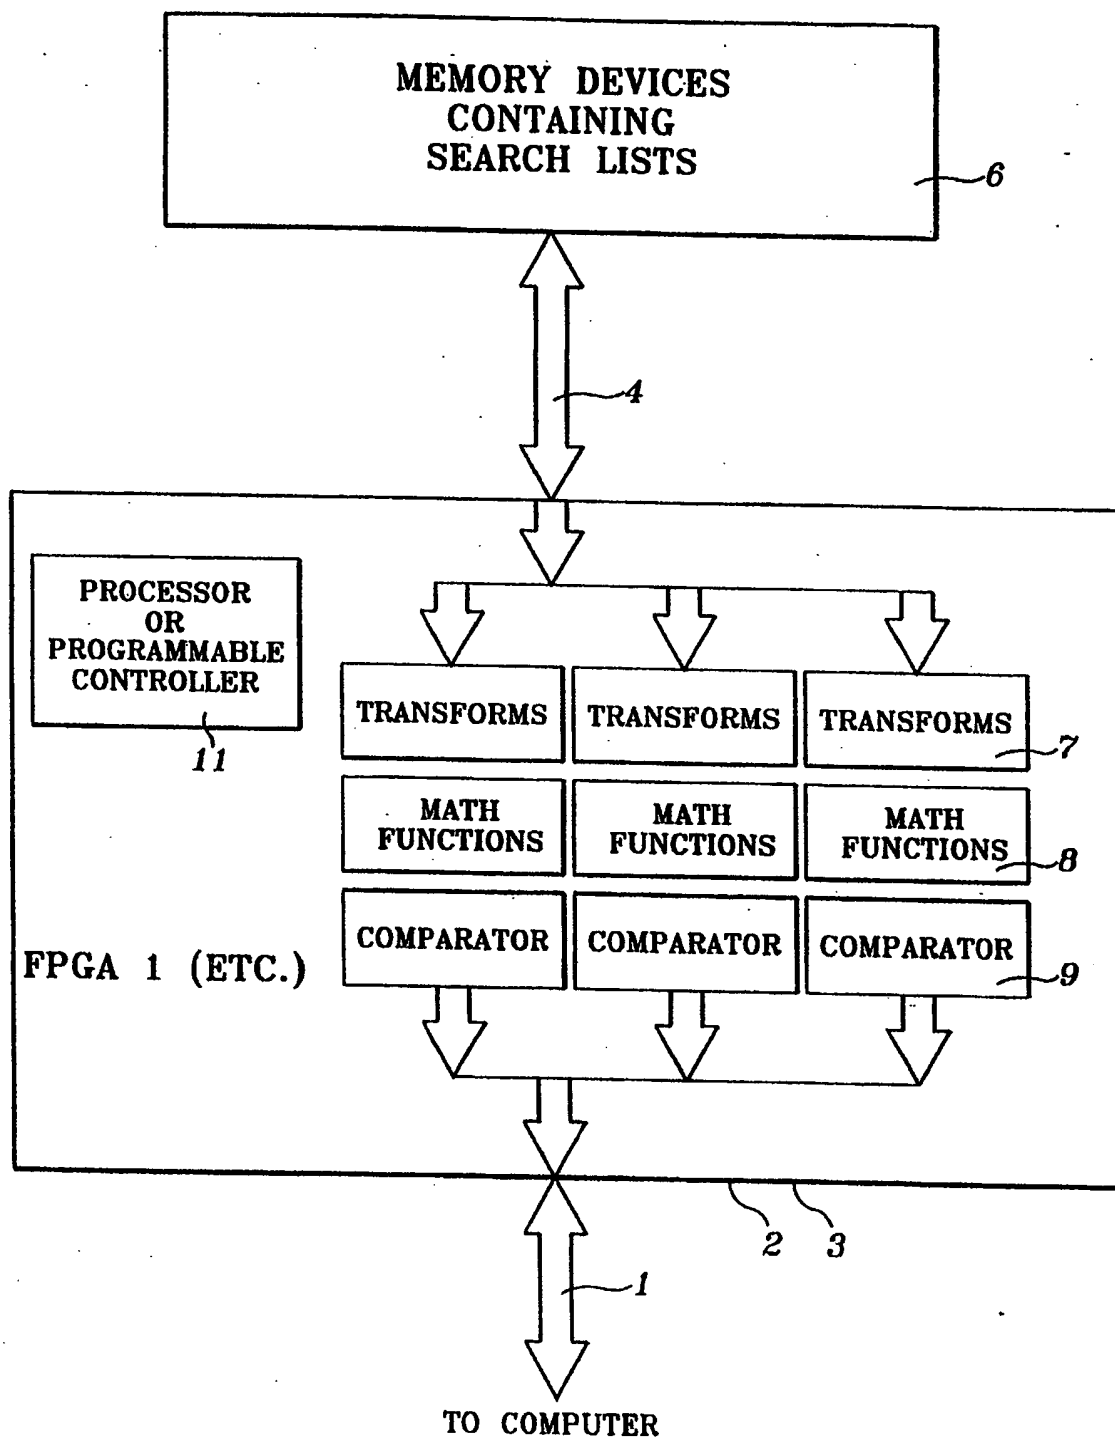 MEMORY DEVICES
CONTAINING
SEARCH LISTS
6
4
PROCESSOR
OR
PROGRAMMABLE
CONTROLLER
11
TRANSFORMS TRANSFORMS TRANSFORMS
7
MATH
FUNCTIONS
MATH
FUNCTIONS
MATH
FUNCTIONS
8
COMPARATOR COMPARATOR COMPARATOR
9
FPGA 1 (ETC.)
2
3
1
TO COMPUTER